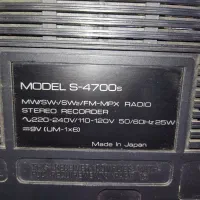 MODEL S-4700s
MW/SW₁/SW₂/FM-MPX RADIO
STEREO RECORDER
∿220-240V/110-120V 50/60Hz 25W
⎓9V (UM-1×6)
Made in Japan